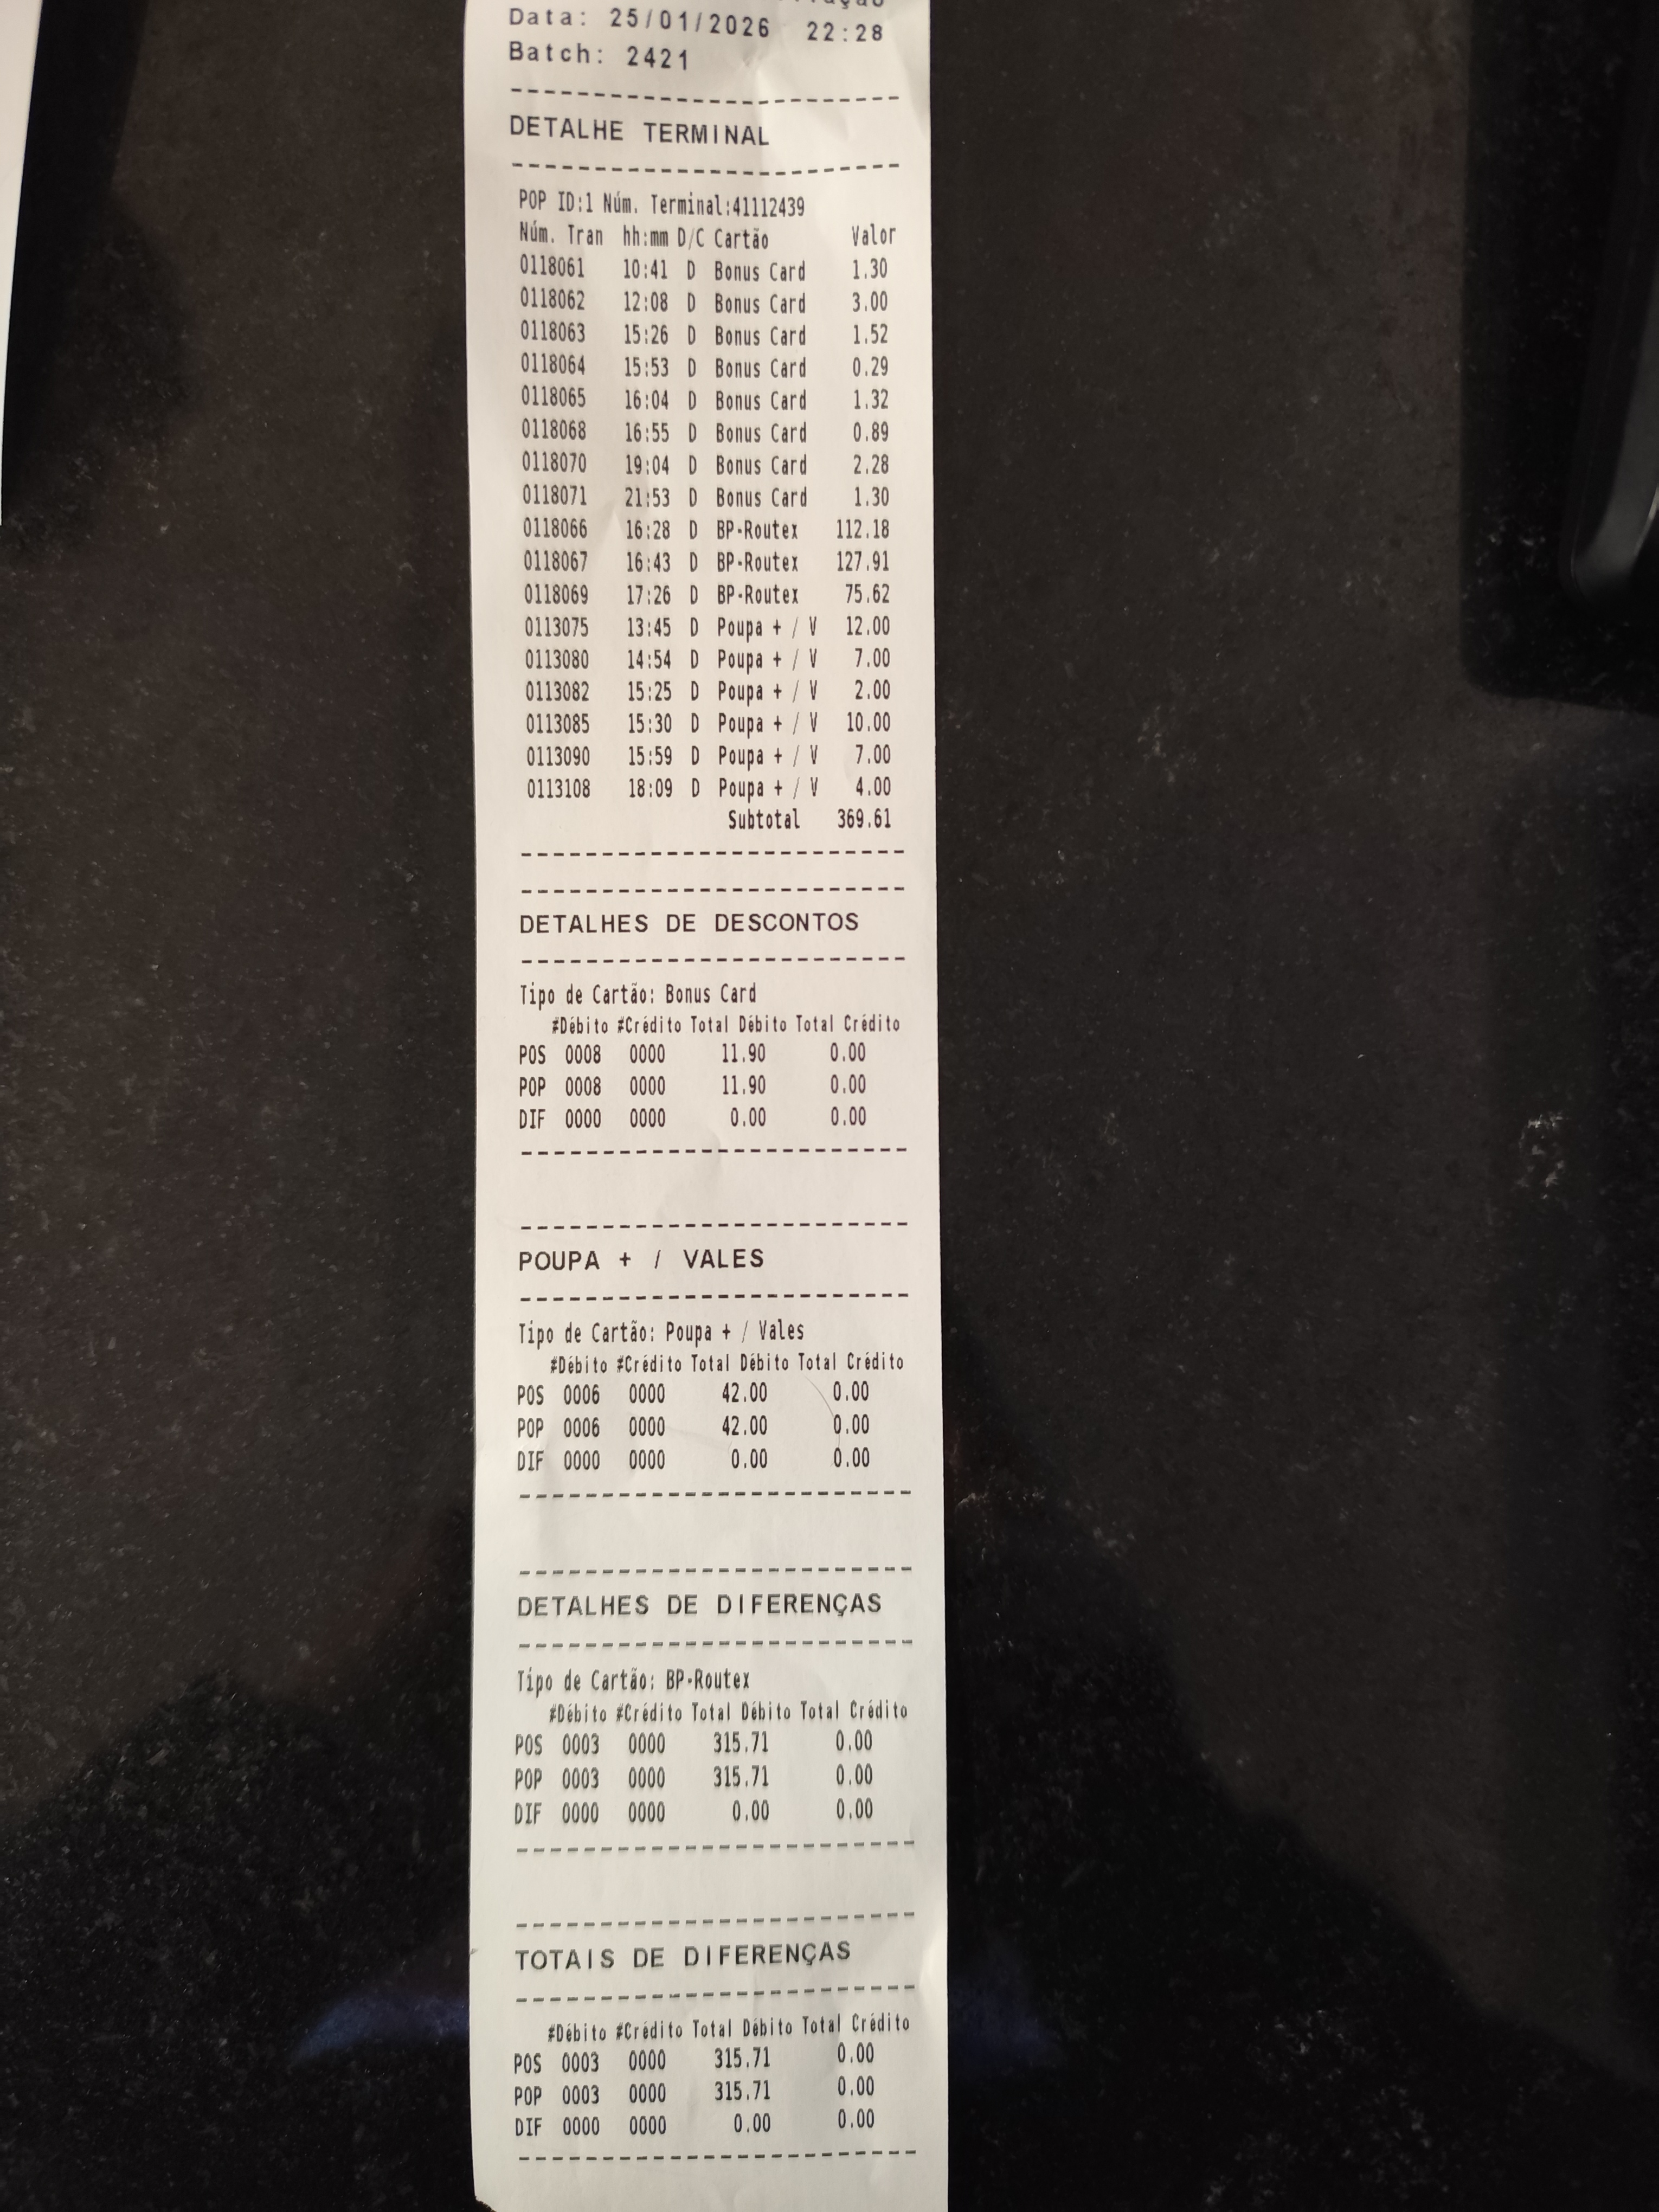 Data: 25/01/2026 22:28
Batch: 2421
------------------------
DETALHE TERMINAL
------------------------
POP ID:1 Núm. Terminal:41112439
Núm. Tran hh:mm D/C Cartão Valor
0118061 10:41 D Bonus Card 1.30
0118062 12:08 D Bonus Card 3.00
0118063 15:26 D Bonus Card 1.52
0118064 15:53 D Bonus Card 0.29
0118065 16:04 D Bonus Card 1.32
0118068 16:55 D Bonus Card 0.89
0118070 19:04 D Bonus Card 2.28
0118071 21:53 D Bonus Card 1.30
0118066 16:28 D BP-Routex 112.18
0118067 16:43 D BP-Routex 127.91
0118069 17:26 D BP-Routex 75.62
0113075 13:45 D Poupa + / V 12.00
0113080 14:54 D Poupa + / V 7.00
0113082 15:25 D Poupa + / V 2.00
0113085 15:30 D Poupa + / V 10.00
0113090 15:59 D Poupa + / V 7.00
0113108 18:09 D Poupa + / V 4.00
Subtotal 369.61
------------------------
------------------------
DETALHES DE DESCONTOS
------------------------
Tipo de Cartão: Bonus Card
#Débito #Crédito Total Débito Total Crédito
POS 0008 0000 11.90 0.00
POP 0008 0000 11.90 0.00
DIF 0000 0000 0.00 0.00
------------------------
------------------------
POUPA + / VALES
------------------------
Tipo de Cartão: Poupa + / Vales
#Débito #Crédito Total Débito Total Crédito
POS 0006 0000 42.00 0.00
POP 0006 0000 42.00 0.00
DIF 0000 0000 0.00 0.00
------------------------
------------------------
DETALHES DE DIFERENÇAS
------------------------
Tipo de Cartão: BP-Routex
#Débito #Crédito Total Débito Total Crédito
POS 0003 0000 315.71 0.00
POP 0003 0000 315.71 0.00
DIF 0000 0000 0.00 0.00
------------------------
------------------------
TOTAIS DE DIFERENÇAS
------------------------
#Débito #Crédito Total Débito Total Crédito
POS 0003 0000 315.71 0.00
POP 0003 0000 315.71 0.00
DIF 0000 0000 0.00 0.00
------------------------